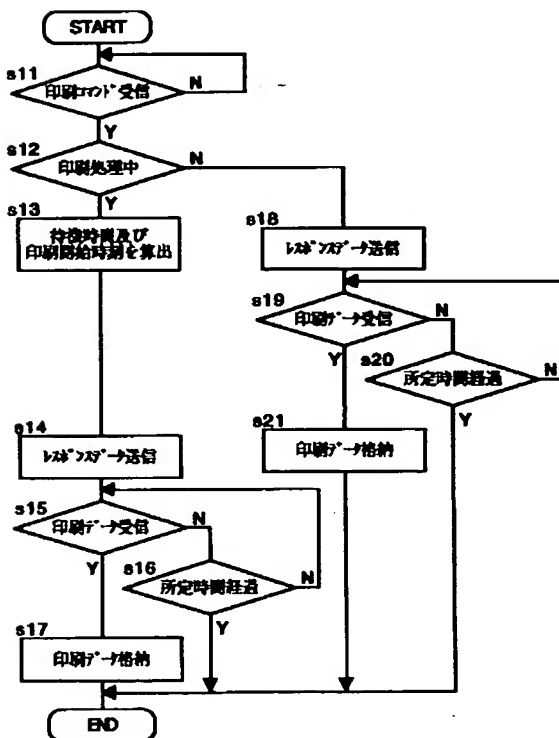 START
s11
印刷ｺﾏﾝﾄﾞ受信
N
Y
s12
印刷処理中
N
Y
s13
待機時間及び
印刷開始時刻を算出
s18
ﾚｽﾎﾟﾝｽﾃﾞｰﾀ送信
s19
印刷ﾃﾞｰﾀ受信
N
Y
s20
所定時間経過
N
Y
s21
印刷ﾃﾞｰﾀ格納
s14
ﾚｽﾎﾟﾝｽﾃﾞｰﾀ送信
s15
印刷ﾃﾞｰﾀ受信
N
Y
s16
所定時間経過
N
Y
s17
印刷ﾃﾞｰﾀ格納
END